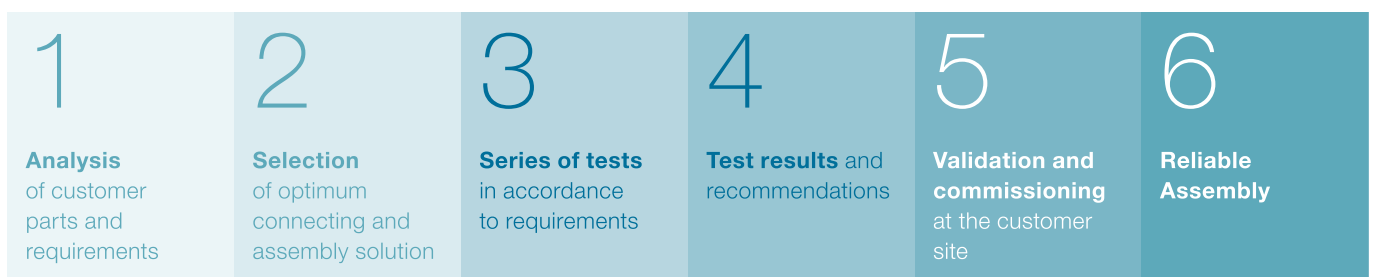 1
Analysis
of customer
parts and
requirements
2
Selection
of optimum
connecting and
assembly solution
3
Series of tests
in accordance
to requirements
4
Test results and
recommendations
5
Validation and
commissioning
at the customer
site
6
Reliable
Assembly